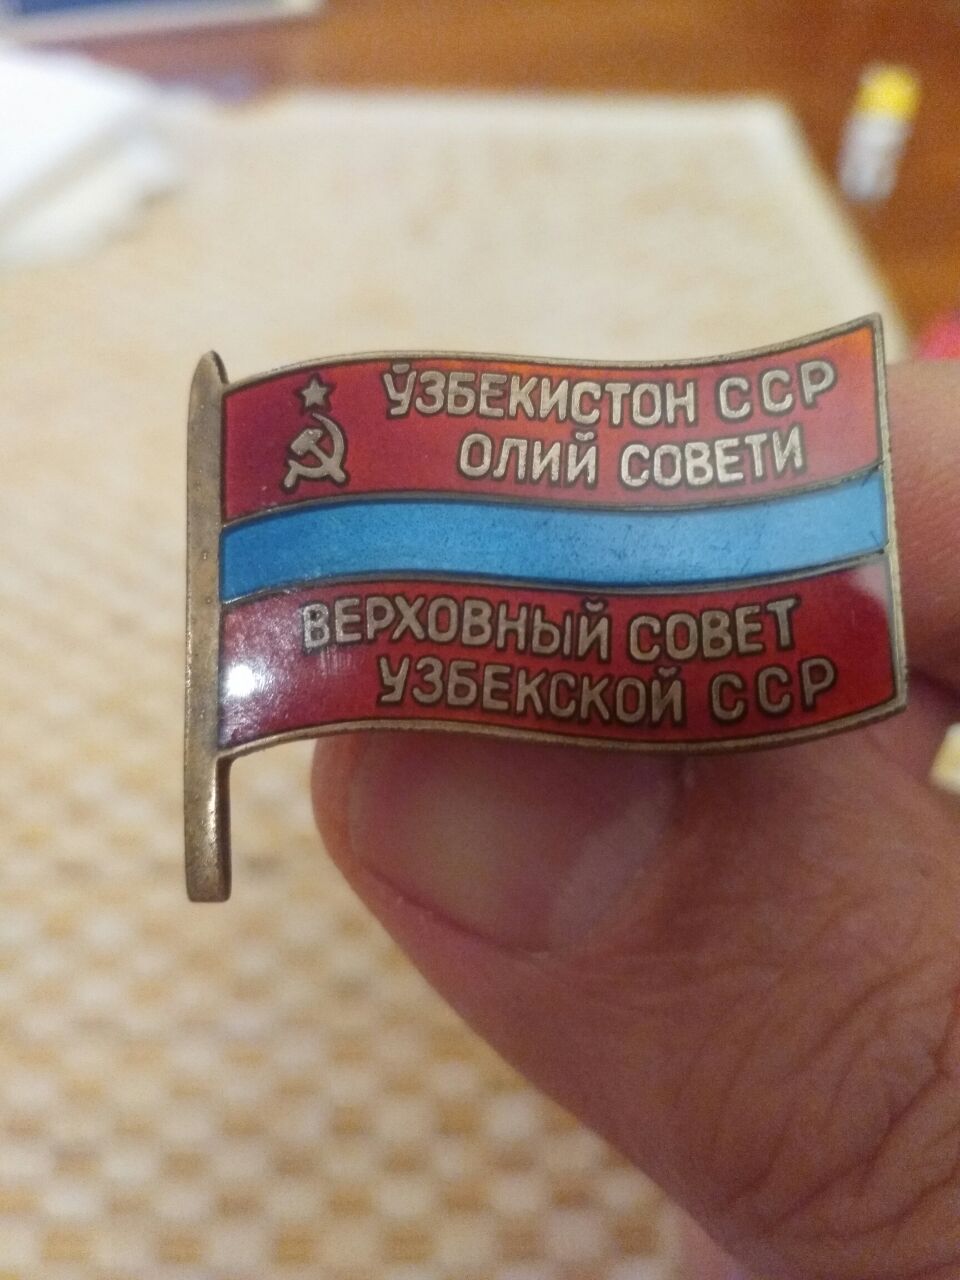 ЎЗБЕКИСТОН ССР
ОЛИЙ СОВЕТИ
ВЕРХОВНЫЙ СОВЕТ
УЗБЕКСКОЙ ССР